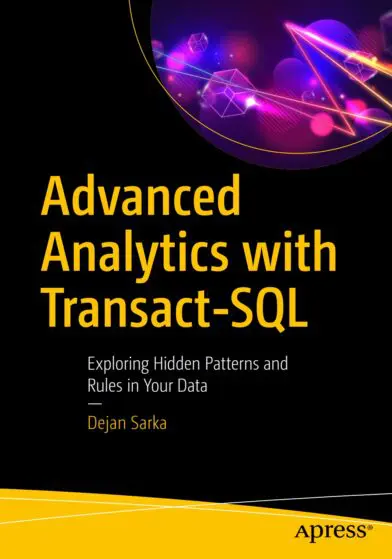 Advanced
Analytics with
Transact-SQL
Exploring Hidden Patterns and
Rules in Your Data
—
Dejan Sarka
Apress®